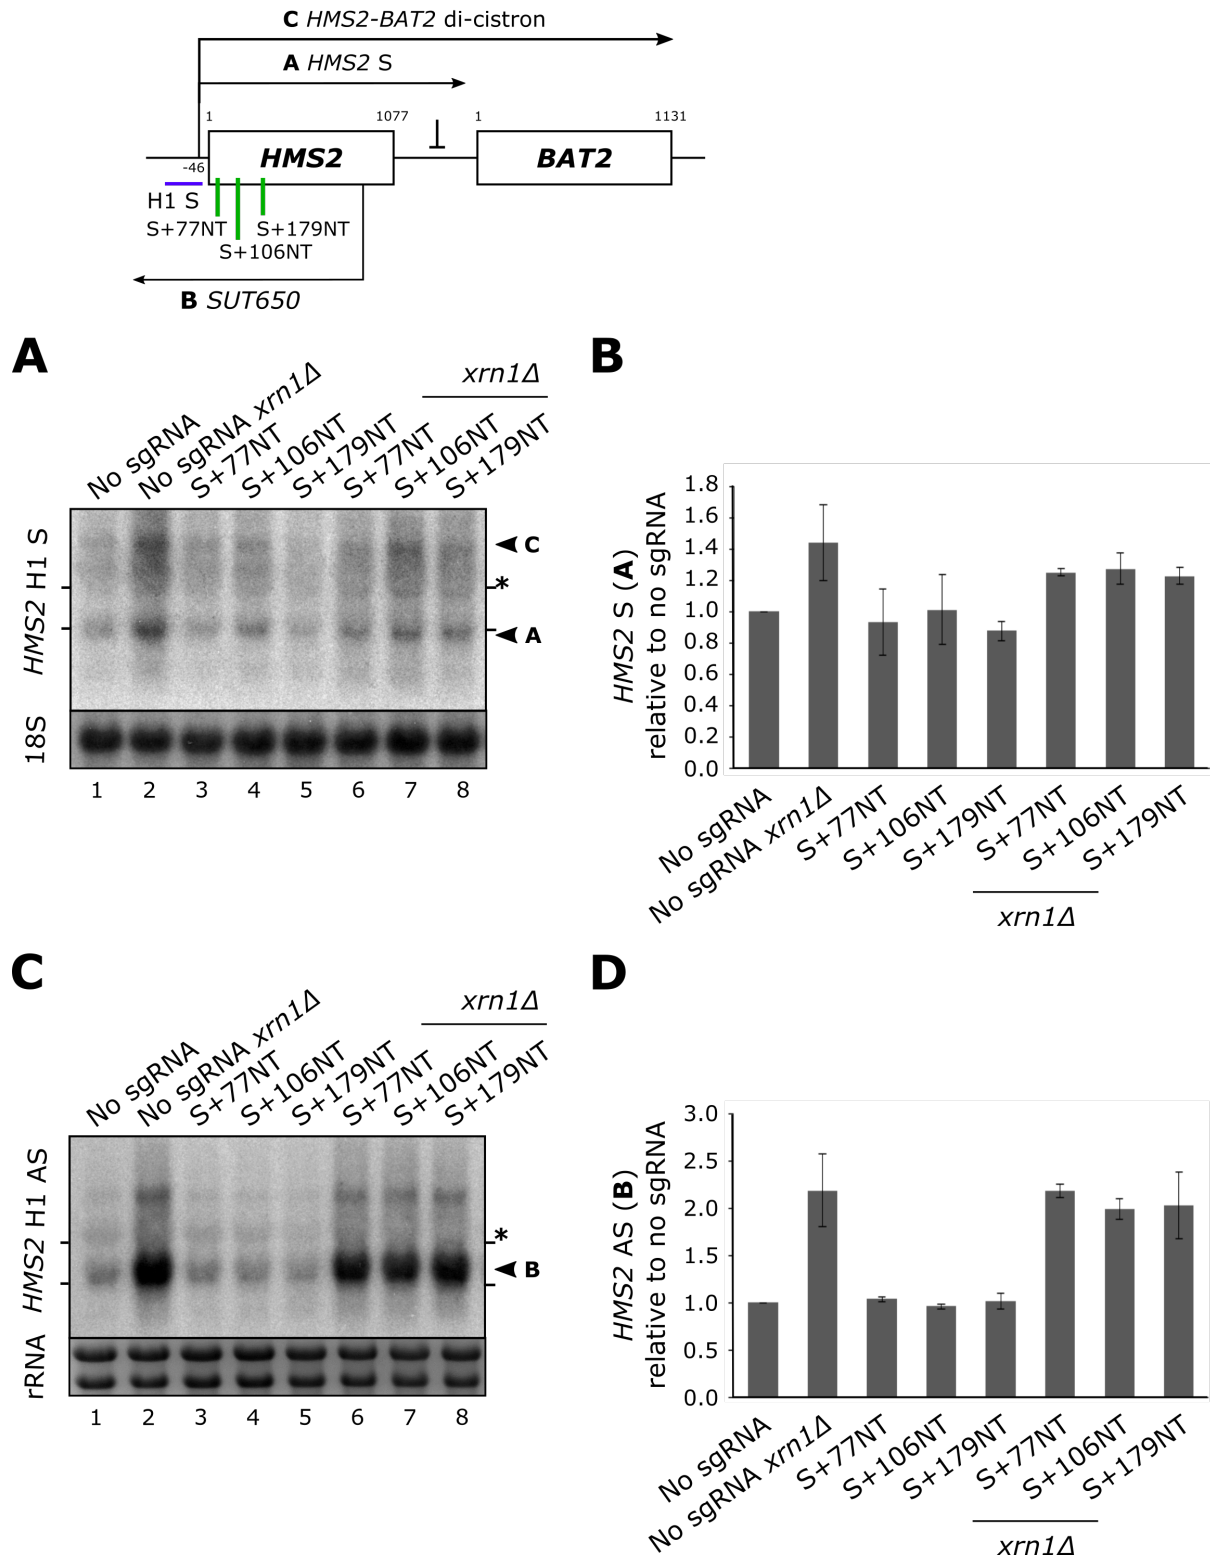 C HMS2-BAT2 di-cistron
A HMS2 S
1 1077 1 1131
HMS2 BAT2
-46
H1 S
S+77NT S+179NT
S+106NT
B SUT650
A
xrn1Δ
No sgRNA
No sgRNA xrn1Δ
S+77NT
S+106NT
S+179NT
S+77NT
S+106NT
S+179NT
HMS2 H1 S
C
*
A
18S
1 2 3 4 5 6 7 8
B
HMS2 S (A)
relative to no sgRNA
1.8
1.6
1.4
1.2
1.0
0.8
0.6
0.4
0.2
0.0
No sgRNA
No sgRNA xrn1Δ
S+77NT
S+106NT
S+179NT
S+77NT
S+106NT
S+179NT
xrn1Δ
C
xrn1Δ
No sgRNA
No sgRNA xrn1Δ
S+77NT
S+106NT
S+179NT
S+77NT
S+106NT
S+179NT
HMS2 H1 AS
*
B
rRNA
1 2 3 4 5 6 7 8
D
HMS2 AS (B)
relative to no sgRNA
3.0
2.5
2.0
1.5
1.0
0.5
0.0
No sgRNA
No sgRNA xrn1Δ
S+77NT
S+106NT
S+179NT
S+77NT
S+106NT
S+179NT
xrn1Δ